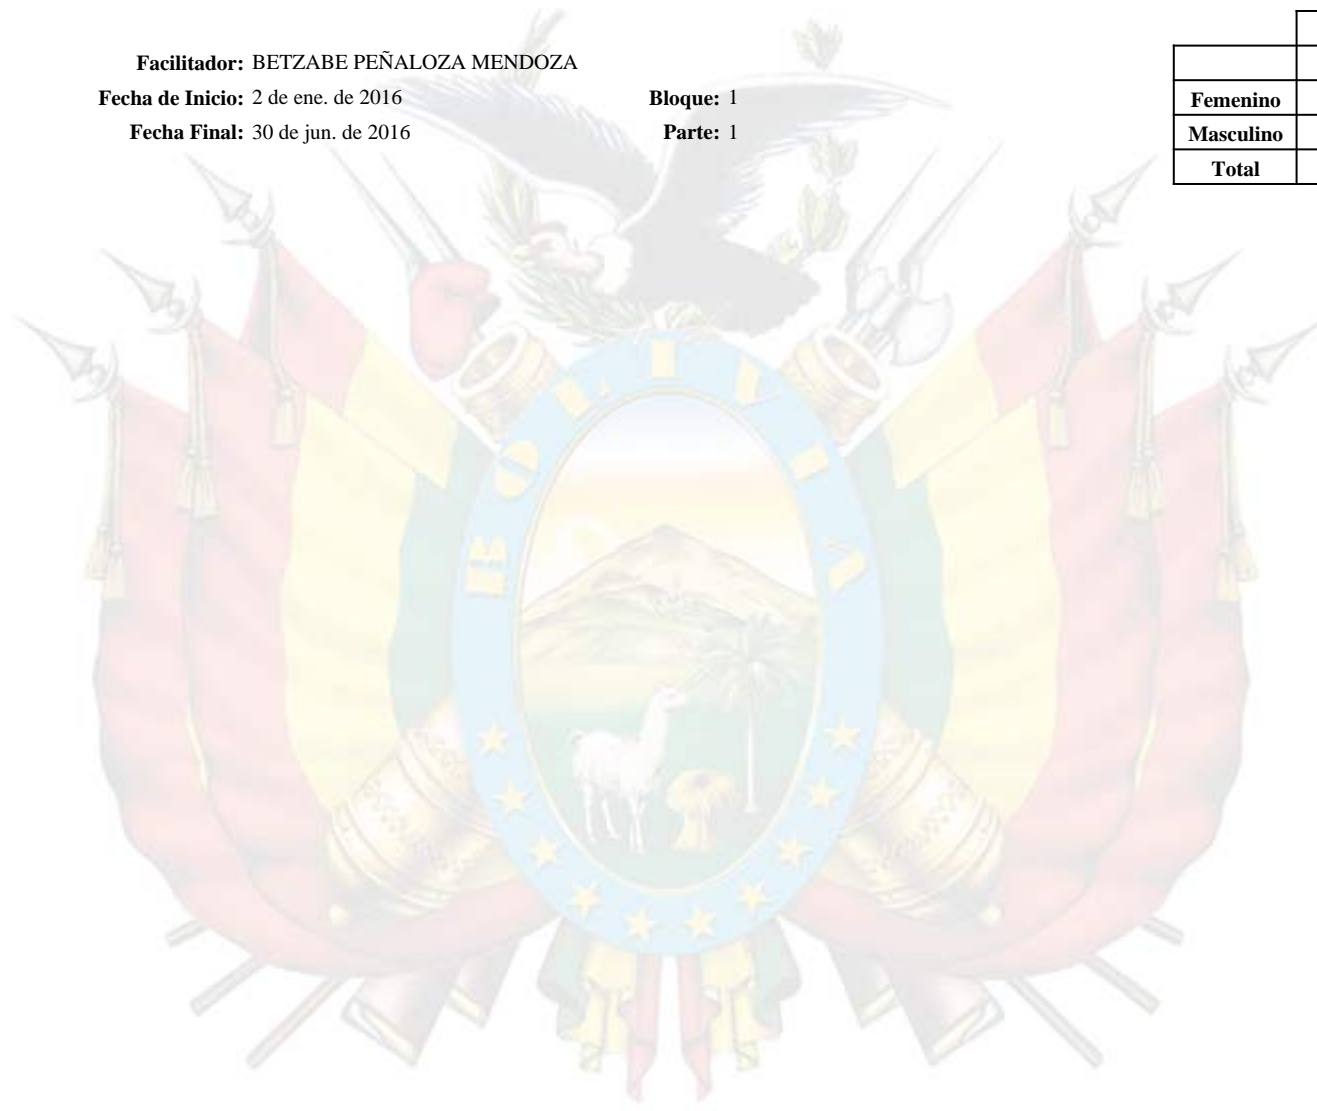 Facilitador: BETZABE PEÑALOZA MENDOZA
Fecha de Inicio: 2 de ene. de 2016 Bloque: 1
Fecha Final: 30 de jun. de 2016 Parte: 1
Femenino
Masculino
Total
BOLIVIA